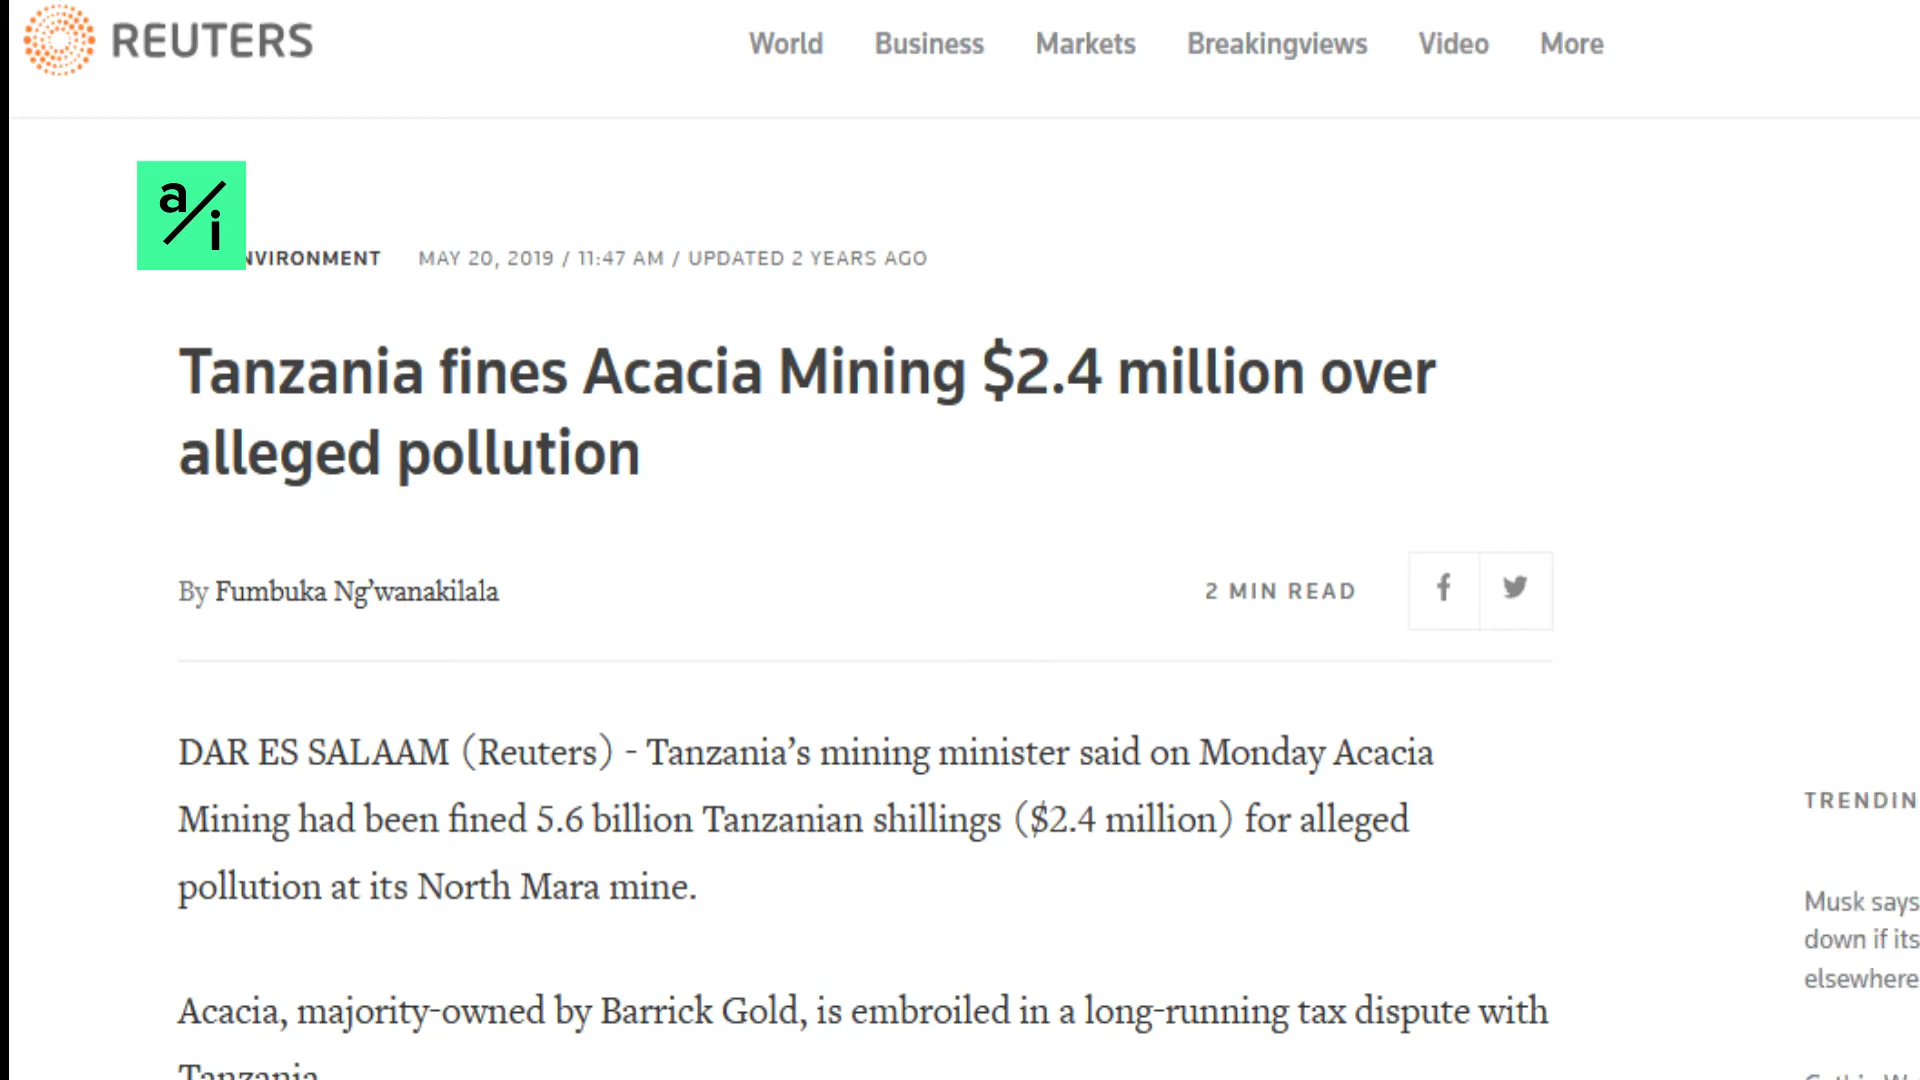 REUTERS
World Business Markets Breakingviews Video More
a/i
NVIRONMENT MAY 20, 2019 / 11:47 AM / UPDATED 2 YEARS AGO
Tanzania fines Acacia Mining $2.4 million over
alleged pollution
By Fumbuka Ng’wanakilala
2 MIN READ
DAR ES SALAAM (Reuters) - Tanzania’s mining minister said on Monday Acacia
Mining had been fined 5.6 billion Tanzanian shillings ($2.4 million) for alleged
pollution at its North Mara mine.
Acacia, majority-owned by Barrick Gold, is embroiled in a long-running tax dispute with
Tanzania.
TRENDIN
Musk says
down if its
elsewhere